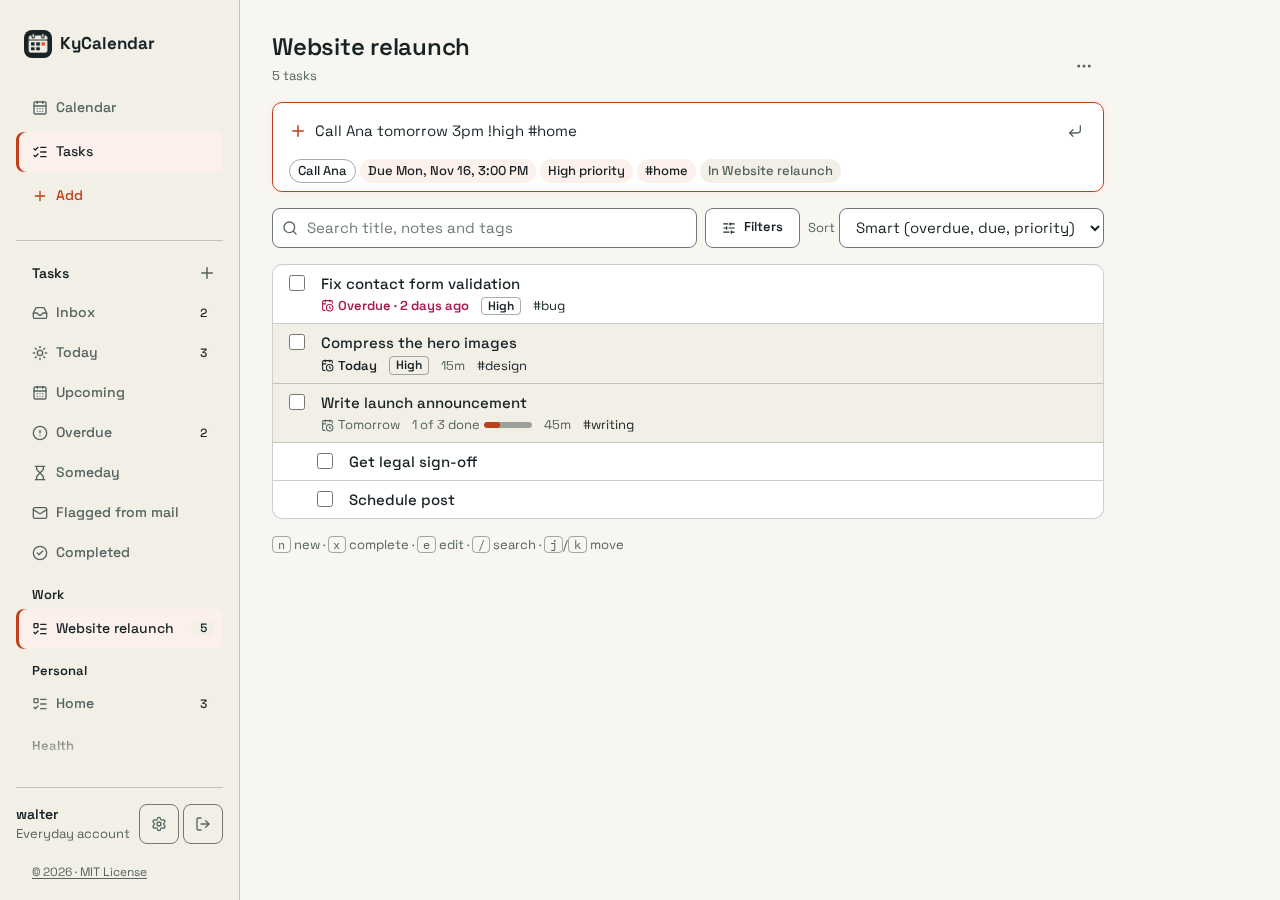 KyCalendar
Calendar
Tasks
Add
Tasks
Inbox 2
Today 3
Upcoming
Overdue 2
Someday
Flagged from mail
Completed
Work
Website relaunch 5
Personal
Home 3
Health
walter
Everyday account
© 2026 · MIT License
Website relaunch
5 tasks
Call Ana tomorrow 3pm !high #home
Call Ana Due Mon, Nov 16, 3:00 PM High priority #home In Website relaunch
Search title, notes and tags Filters Sort Smart (overdue, due, priority)
Fix contact form validation
Overdue · 2 days ago High #bug
Compress the hero images
Today High 15m #design
Write launch announcement
Tomorrow 1 of 3 done 45m #writing
Get legal sign-off
Schedule post
n new · x complete · e edit · / search · j/k move